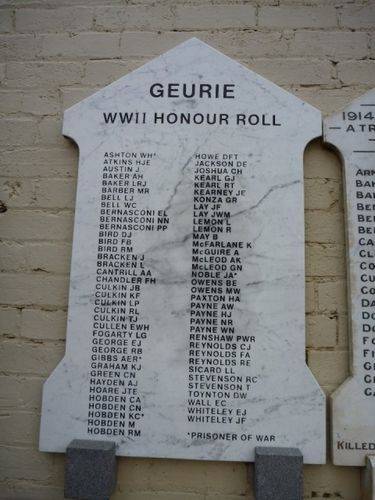 GEURIE
WWII HONOUR ROLL
ASHTON WH*
ATKINS HJE
AUSTIN J
BAKER AH
BAKER LRJ
BARBER MR
BELL LJ
BELL WC
BERNASCONI EL
BERNASCONI NN
BERNASCONI PP
BIRD DJ
BIRD FB
BIRD RM
BRACKEN J
BRACKEN L
CANTRILL AA
CHANDLER FH
CULKIN JB
CULKIN KF
CULKIN LP
CULKIN RL
CULKIN TJ
CULLEN EWH
FOGARTY LG
GEORGE EJ
GEORGE RB
GIBBS AER*
GRAHAM KJ
GREEN CN
HAYDEN AJ
HOARE JTE
HOBDEN CA
HOBDEN CN
HOBDEN KC*
HOBDEN M
HOBDEN RM
HOWE DFT
JACKSON DE
JOSHUA CH
KEARL GJ
KEARL RT
KEARNEY JE
KONZA GR
LAY JF
LAY JWM
LEMON L
LEMON R
MAY B
McFARLANE K
McGUIRE A
McLEOD AK
McLEOD GN
NOBLE JA*
OWENS BE
OWENS MW
PAXTON HA
PAYNE AW
PAYNE HJ
PAYNE NR
PAYNE WN
RENSHAW PWR
REYNOLDS CJ
REYNOLDS FA
REYNOLDS RE
SICARD LL
STEVENSON RC
STEVENSON T
TOYNTON DW
WALL EC
WHITELEY EJ
WHITELEY JF
*PRISONER OF WAR
1914
A TR
KILLED